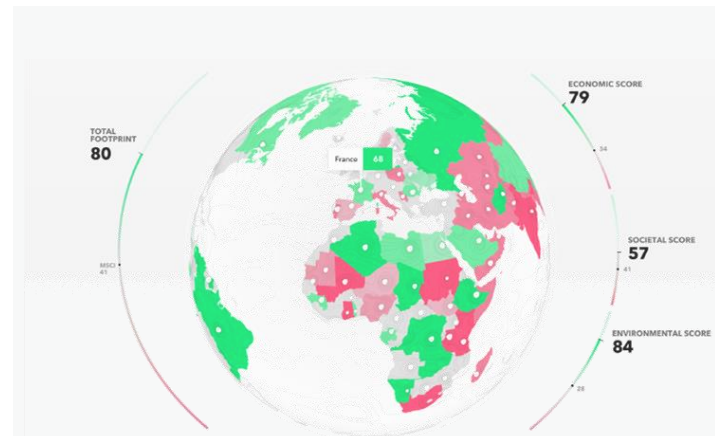 TOTAL
FOOTPRINT
80
MSCI
41
France 68
ECONOMIC SCORE
79
34
SOCIETAL SCORE
57
41
ENVIRONMENTAL SCORE
84
28